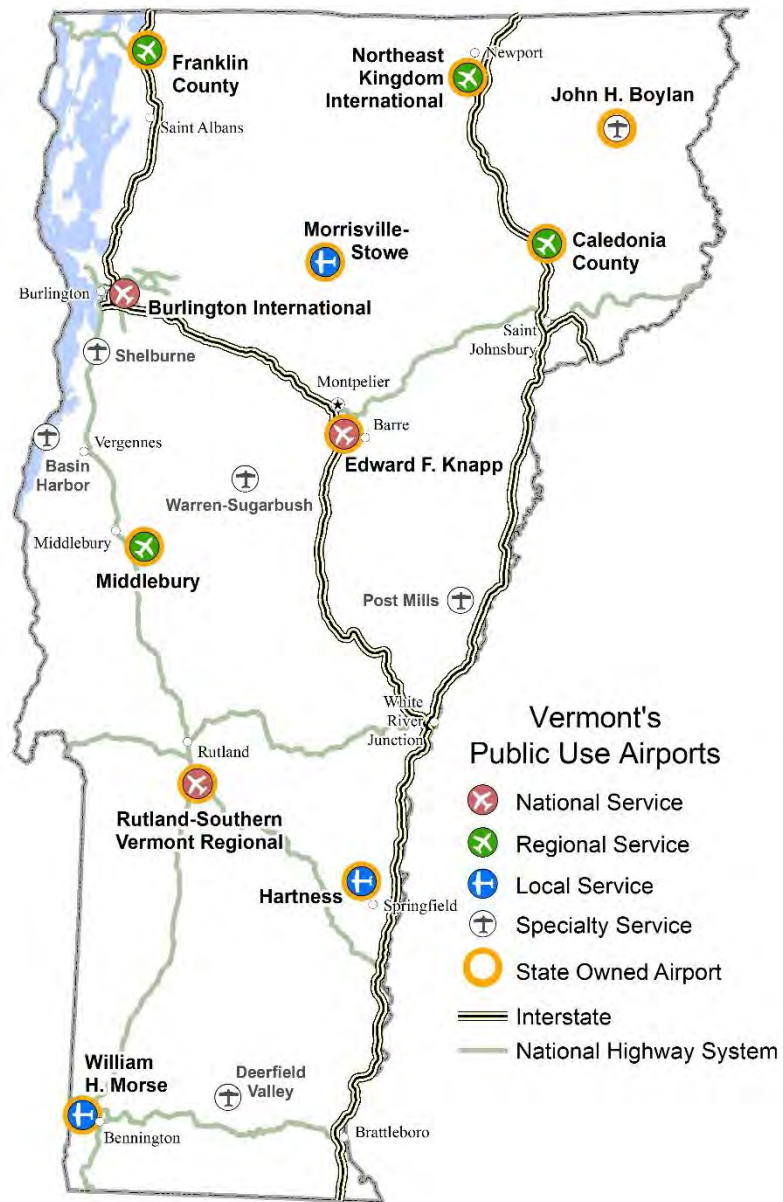 Franklin
County
Saint Albans
Northeast
Kingdom
International
Newport
John H. Boylan
Morrisville-
Stowe
Caledonia
County
Burlington
Burlington International
Saint
Johnsbury
Shelburne
Montpelier
Barre
Edward F. Knapp
Basin
Harbor
Vergennes
Warren-Sugarbush
Middlebury
Middlebury
Post Mills
White
River
Junction
Rutland
Rutland-Southern
Vermont Regional
Hartness
Springfield
William
H. Morse
Bennington
Deerfield
Valley
Brattleboro
Vermont's
Public Use Airports
National Service
Regional Service
Local Service
Specialty Service
State Owned Airport
Interstate
National Highway System